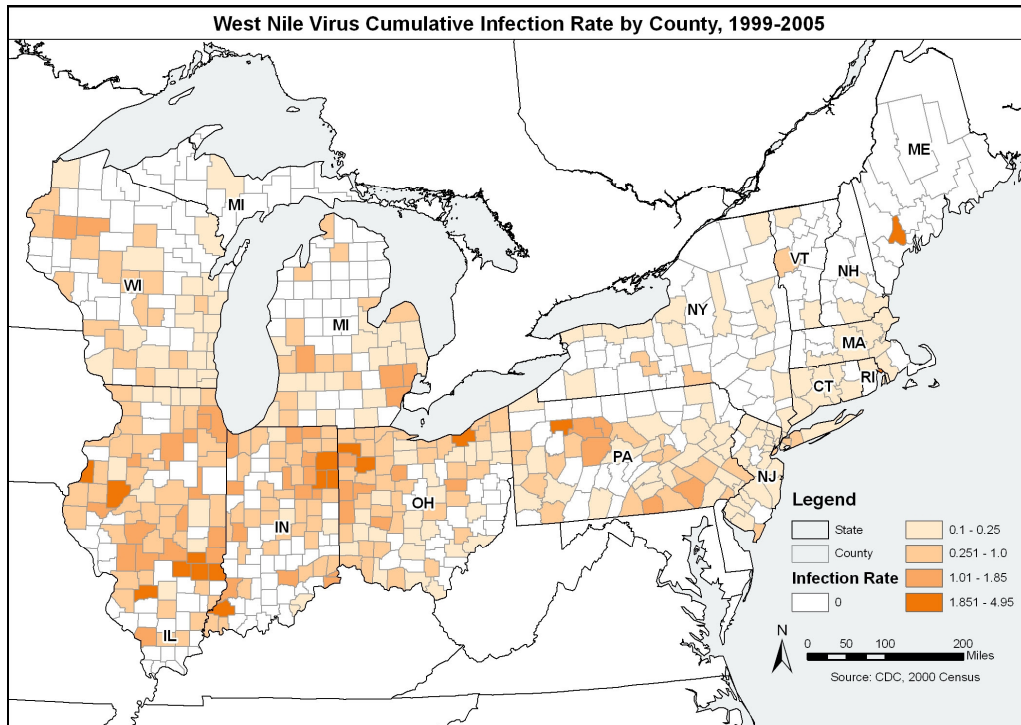 West Nile Virus Cumulative Infection Rate by County, 1999-2005
ME
MI
VT
NH
WI
NY
MI
MA
CT
RI
PA
NJ
OH
IN
IL
Legend
State
County
Infection Rate
0
0.1 - 0.25
0.251 - 1.0
1.01 - 1.85
1.851 - 4.95
N
0 50 100 200
Miles
Source: CDC, 2000 Census